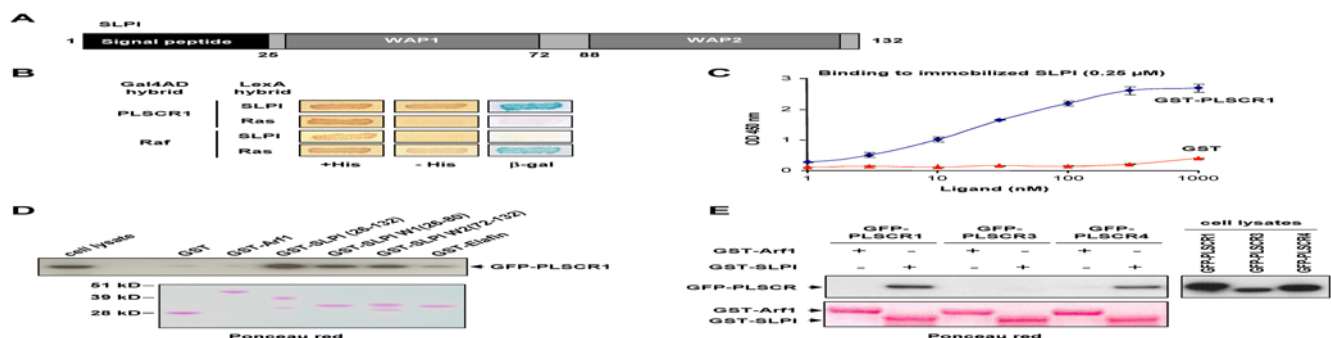 A
SLPI
1 Signal peptide WAP1 WAP2 132
25 72 88
B
Gal4AD hybrid LexA hybrid
PLSCR1 SLPI
Ras
Raf SLPI
Ras
+His - His β-gal
C
Binding to immobilized SLPI (0.25 µM)
3
2
1
0
OD 450 nm
GST-PLSCR1
GST
1 10 100 1000
Ligand (nM)
D
cell lysate GST GST-Arf1 GST-SLPI (26-132) GST-SLPI W1(26-80) GST-SLPI W2(72-132) GST-Elafin
GFP-PLSCR1
51 kD
39 kD
28 kD
Ponceau red
E
GFP-PLSCR1 GFP-PLSCR3 GFP-PLSCR4
GST-Arf1 + - + - + -
GST-SLPI - + - + - +
GFP-PLSCR
GST-Arf1
GST-SLPI
Ponceau red
cell lysates
GFP-PLSCR1 GFP-PLSCR3 GFP-PLSCR4